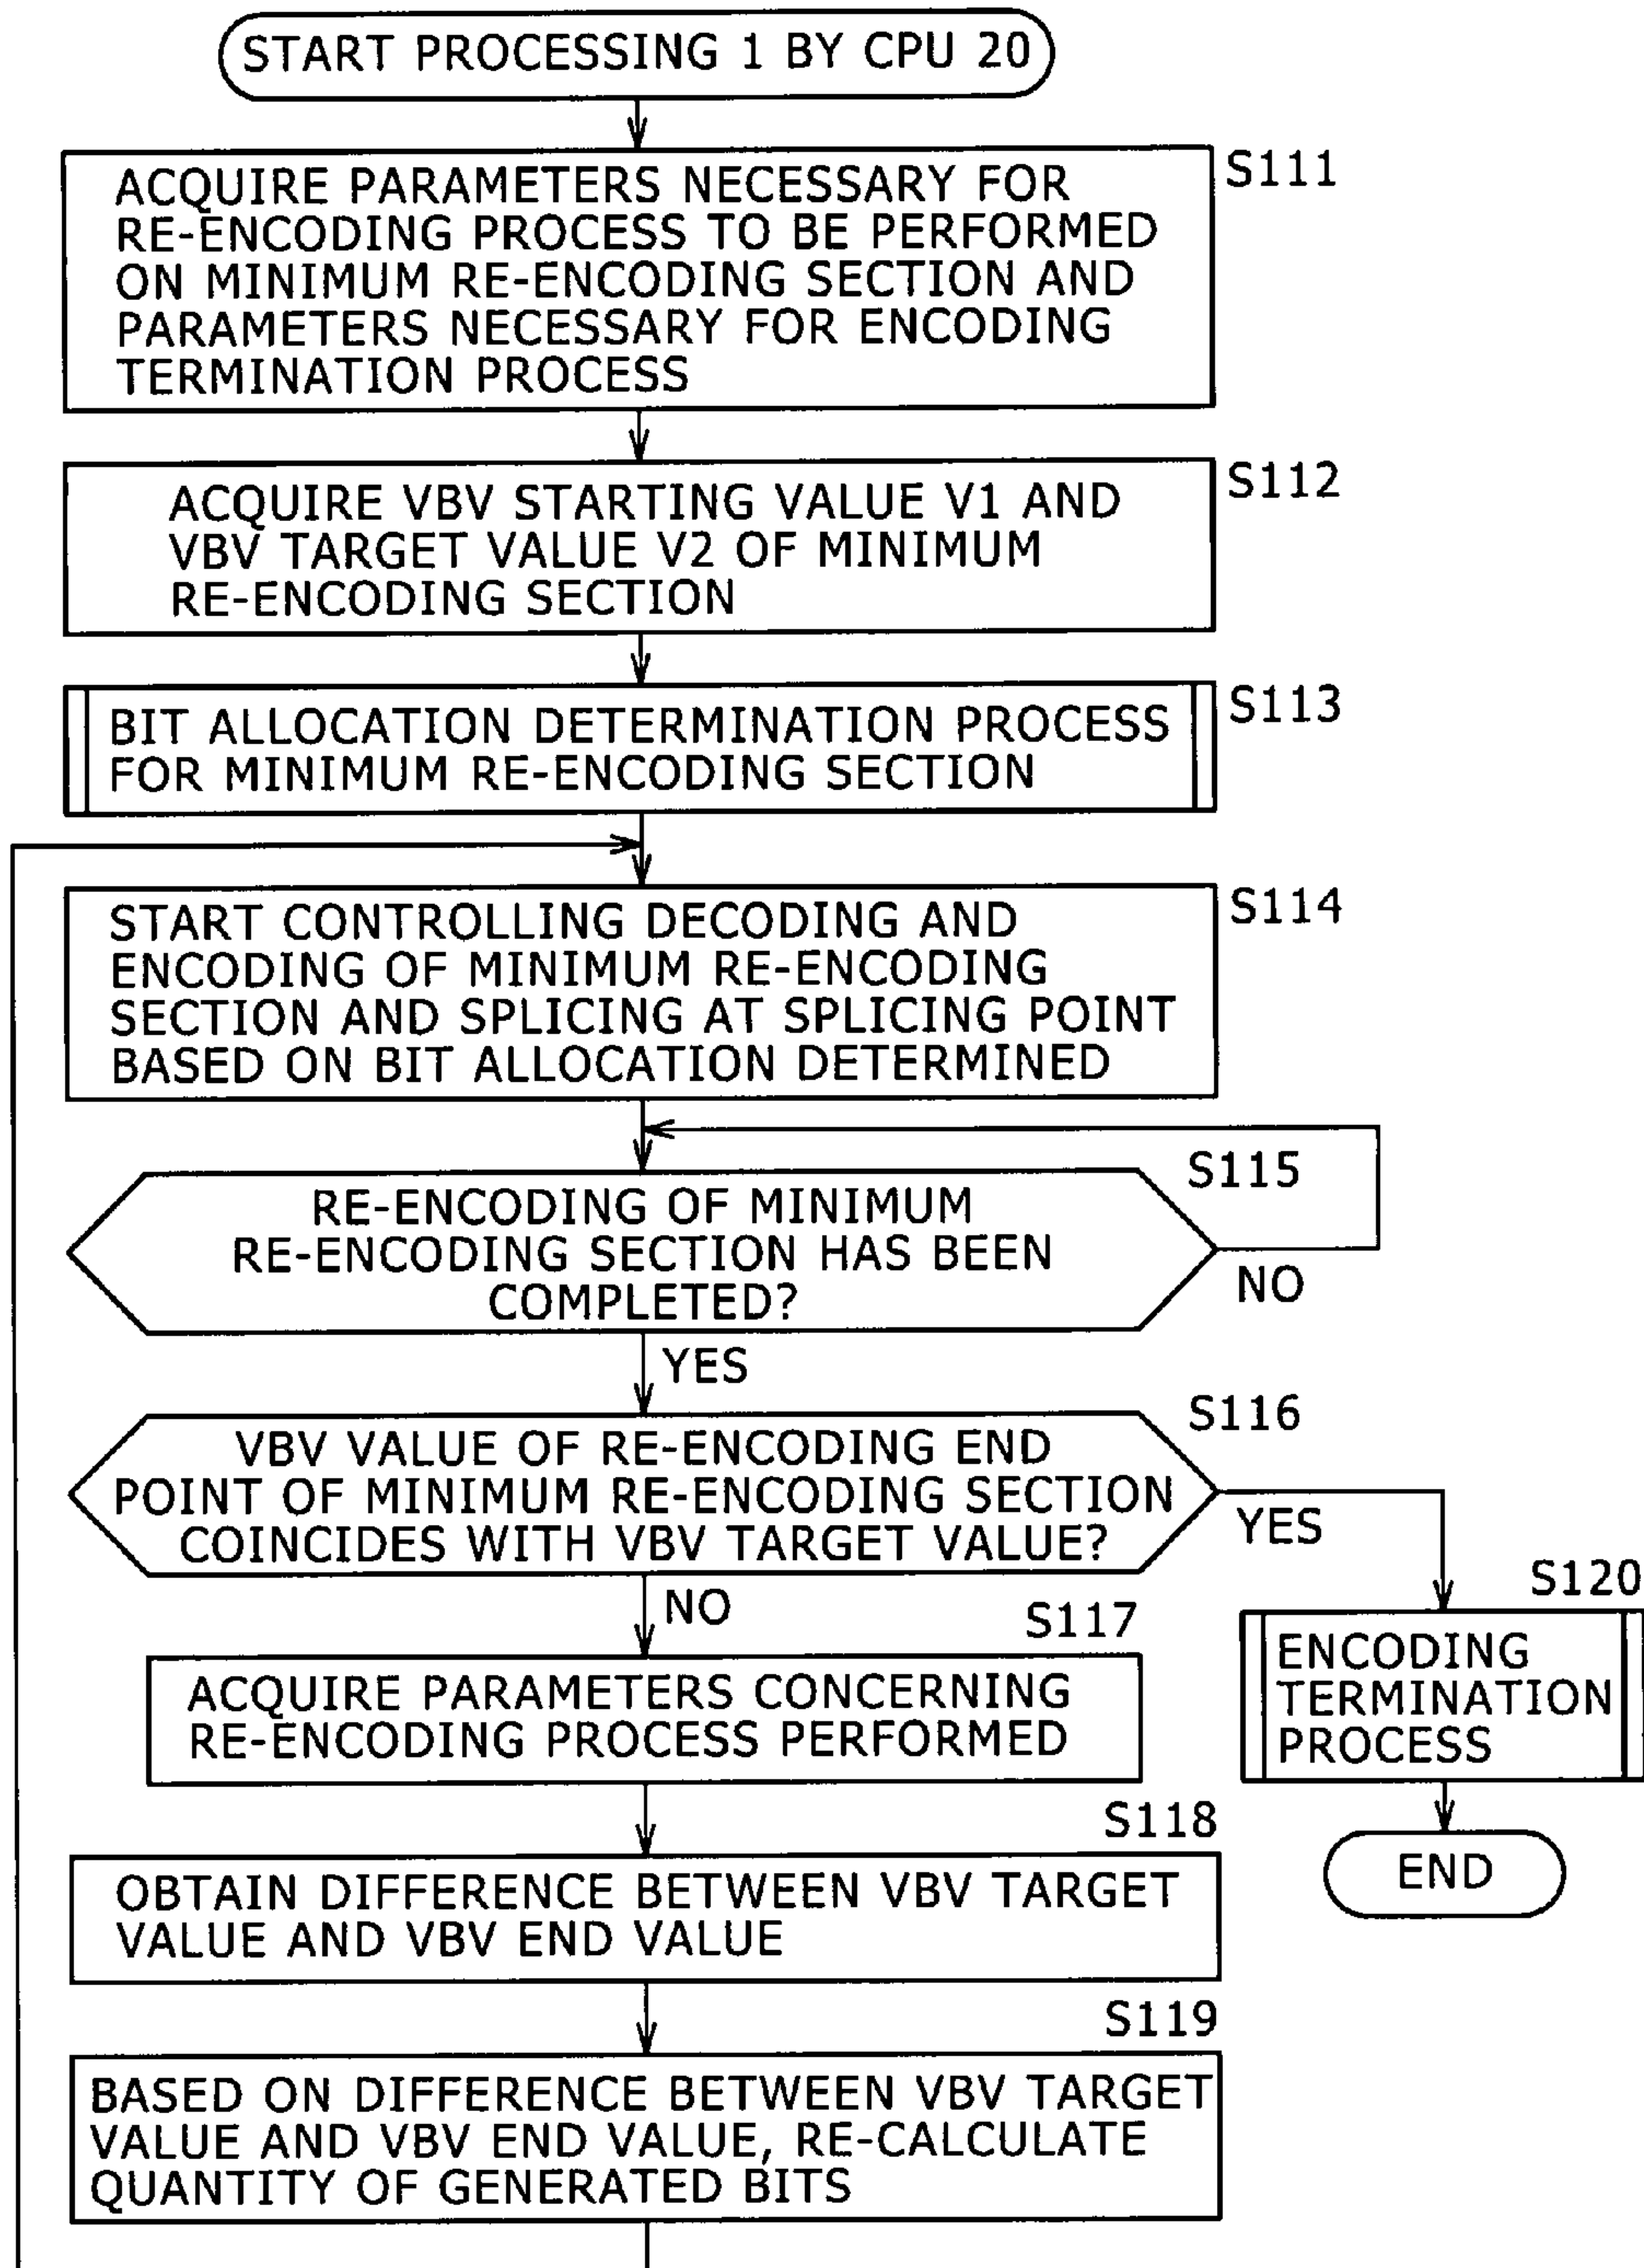 START PROCESSING 1 BY CPU 20
S111
ACQUIRE PARAMETERS NECESSARY FOR
RE-ENCODING PROCESS TO BE PERFORMED
ON MINIMUM RE-ENCODING SECTION AND
PARAMETERS NECESSARY FOR ENCODING
TERMINATION PROCESS
S112
ACQUIRE VBV STARTING VALUE V1 AND
VBV TARGET VALUE V2 OF MINIMUM
RE-ENCODING SECTION
S113
BIT ALLOCATION DETERMINATION PROCESS
FOR MINIMUM RE-ENCODING SECTION
S114
START CONTROLLING DECODING AND
ENCODING OF MINIMUM RE-ENCODING
SECTION AND SPLICING AT SPLICING POINT
BASED ON BIT ALLOCATION DETERMINED
S115
RE-ENCODING OF MINIMUM
RE-ENCODING SECTION HAS BEEN
COMPLETED?
NO
YES
S116
VBV VALUE OF RE-ENCODING END
POINT OF MINIMUM RE-ENCODING SECTION
COINCIDES WITH VBV TARGET VALUE?
YES
NO
S117
ACQUIRE PARAMETERS CONCERNING
RE-ENCODING PROCESS PERFORMED
S120
ENCODING
TERMINATION
PROCESS
END
S118
OBTAIN DIFFERENCE BETWEEN VBV TARGET
VALUE AND VBV END VALUE
S119
BASED ON DIFFERENCE BETWEEN VBV TARGET
VALUE AND VBV END VALUE, RE-CALCULATE
QUANTITY OF GENERATED BITS